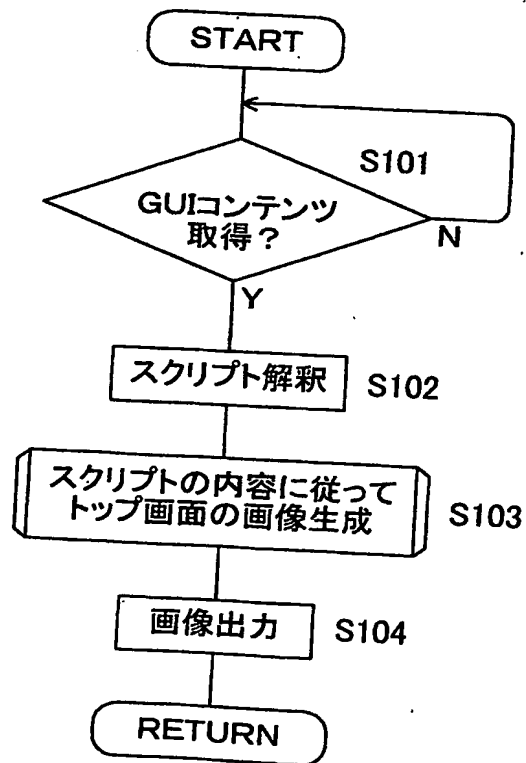 START
S101
GUIコンテンツ
取得？
N
Y
スクリプト解釈
S102
スクリプトの内容に従って
トップ画面の画像生成
S103
画像出力
S104
RETURN